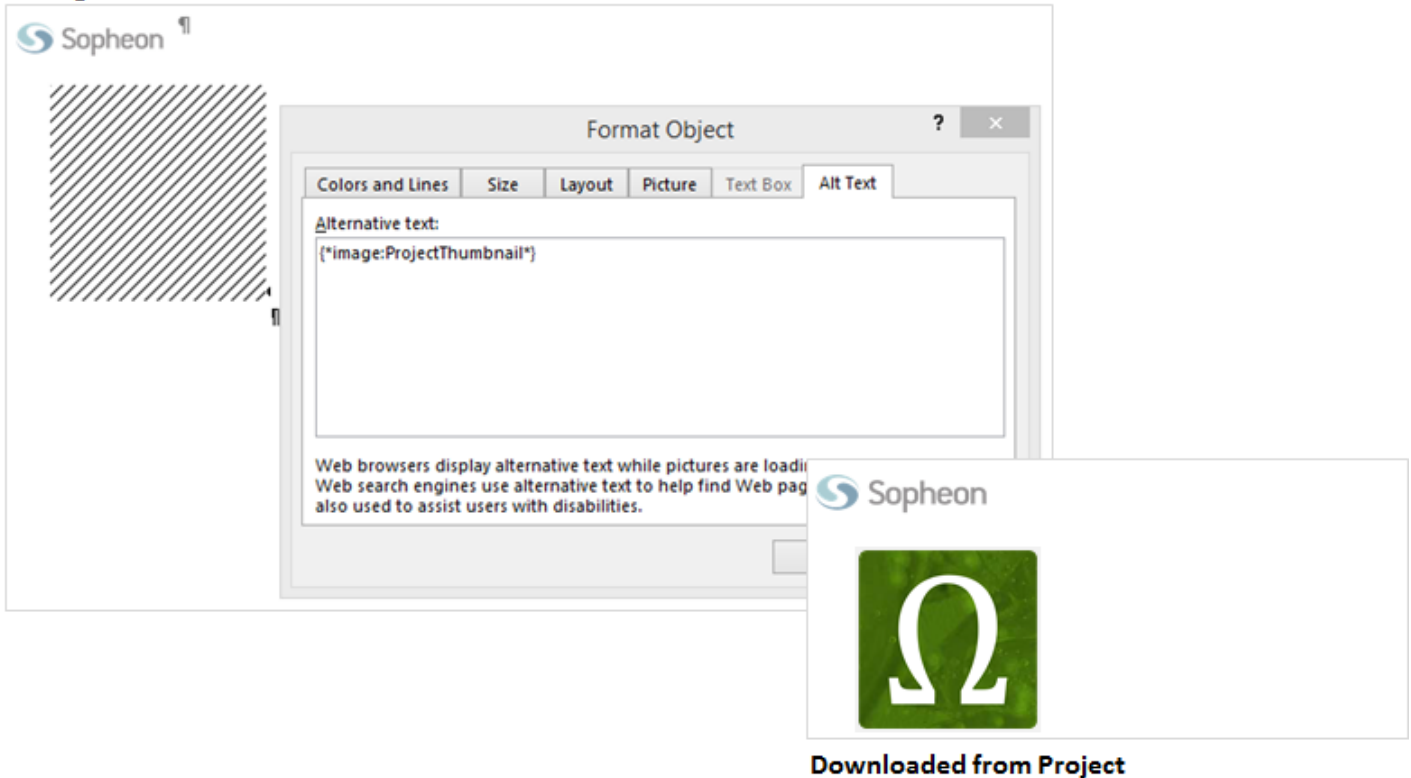 Sopheon ¶
Format Object ? ×
Colors and Lines Size Layout Picture Text Box Alt Text
Alternative text:
{*image:ProjectThumbnail*}
¶
Web browsers display alternative text while pictures are
Web search engines use alternative text to help find Web
also used to assist users with disabilities.
Sopheon
Ω
Downloaded from Project